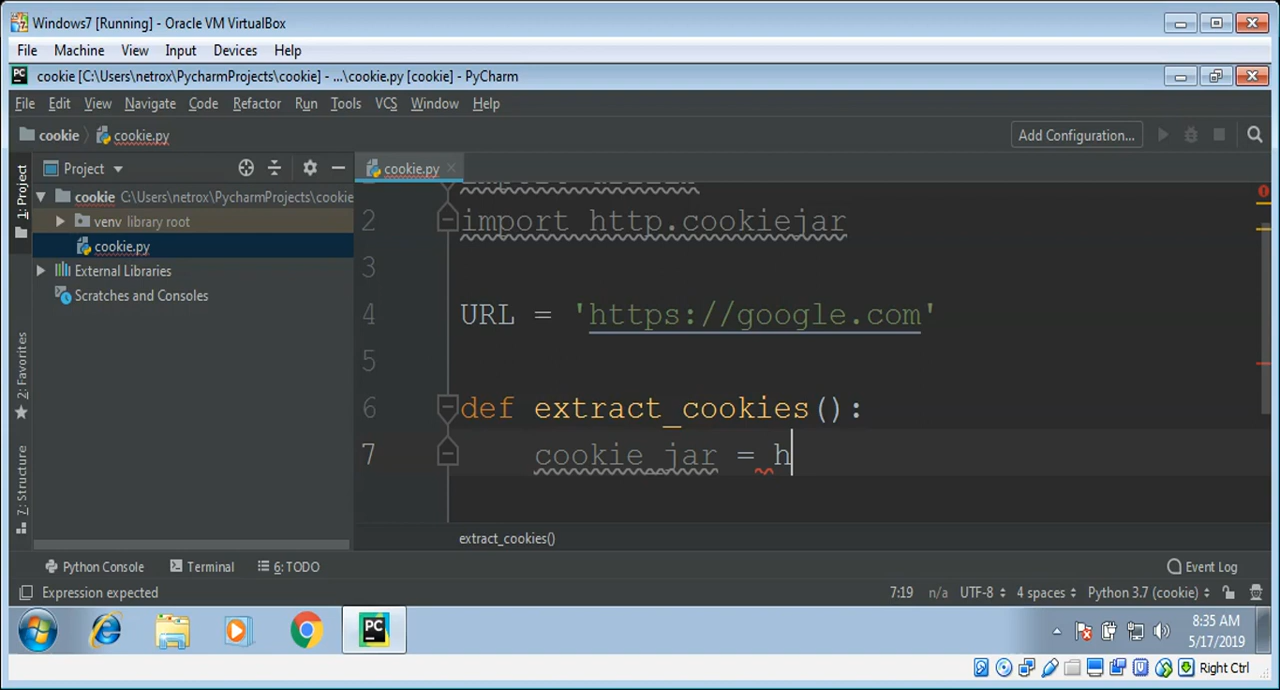 Windows7 [Running] - Oracle VM VirtualBox
File Machine View Input Devices Help
PC cookie [C:\Users\netrox\PycharmProjects\cookie] - ...\cookie.py [cookie] - PyCharm
File Edit View Navigate Code Refactor Run Tools VCS Window Help
cookie cookie.py Add Configuration...
1: Project
Project
cookie.py
cookie C:\Users\netrox\PycharmProjects\cookie
venv library root
cookie.py
External Libraries
Scratches and Consoles
2: Favorites
7: Structure
2 import http.cookiejar
3
4 URL = 'https://google.com'
5
6 def extract_cookies():
7 cookie_jar = h
extract_cookies()
Python Console Terminal 6: TODO Event Log
Expression expected 7:19 n/a UTF-8 4 spaces Python 3.7 (cookie)
PC
8:35 AM
5/17/2019
Right Ctrl